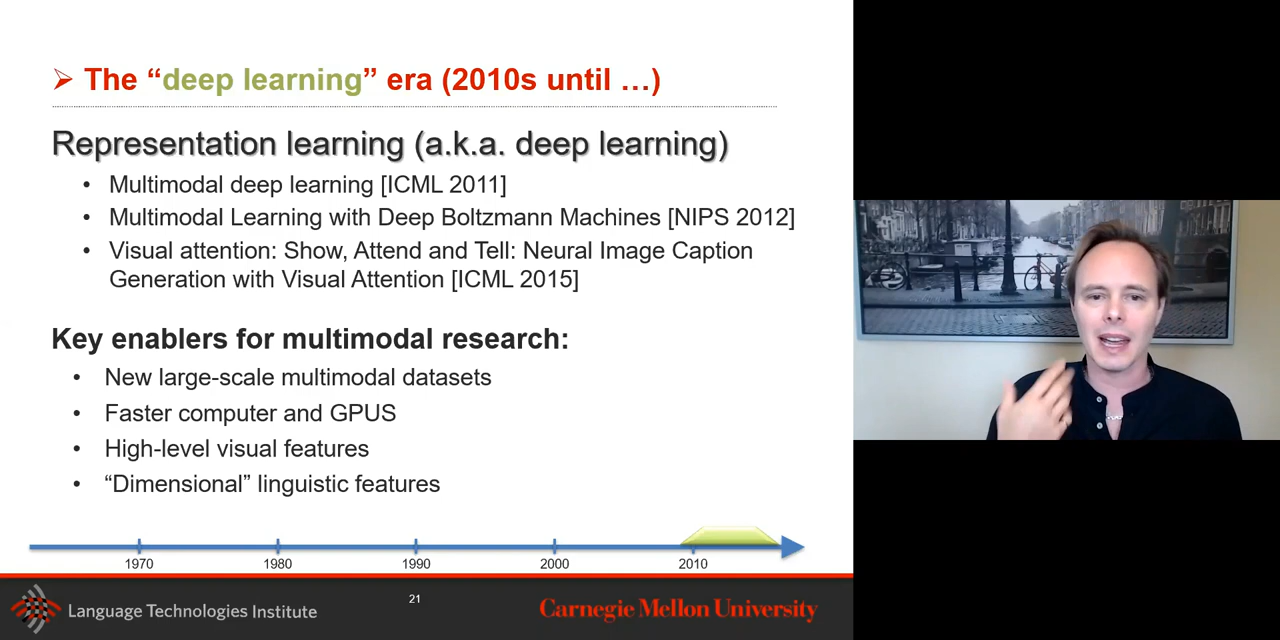 The “deep learning” era (2010s until …)
Representation learning (a.k.a. deep learning)
• Multimodal deep learning [ICML 2011]
• Multimodal Learning with Deep Boltzmann Machines [NIPS 2012]
• Visual attention: Show, Attend and Tell: Neural Image Caption
Generation with Visual Attention [ICML 2015]
Key enablers for multimodal research:
• New large-scale multimodal datasets
• Faster computer and GPUS
• High-level visual features
• “Dimensional” linguistic features
1970 1980 1990 2000 2010
Language Technologies Institute
21
Carnegie Mellon University